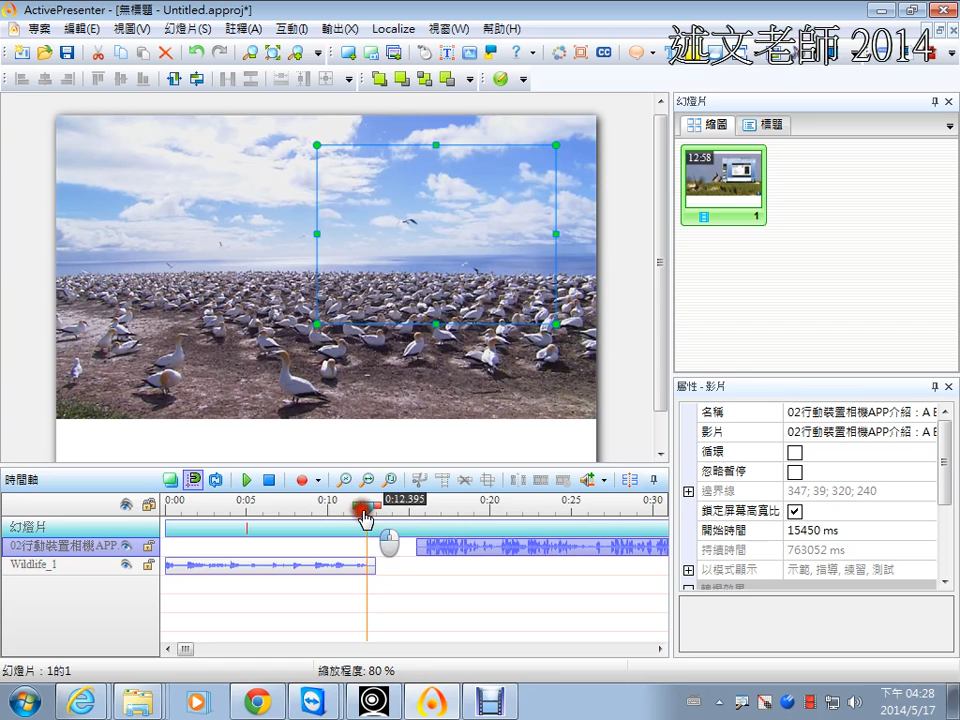 ActivePresenter - [無標題 - Untitled.approj*]
專案 編輯(E) 視圖(V) 幻燈片(S) 註釋(A) 互動(I) 輸出(X) Localize 視窗(W) 幫助(H)
述文老師 2014
CC
幻燈片
縮圖 標題
12:58
1
屬性 - 影片
名稱 02行動裝置相機APP介紹：A E
影片 02行動裝置相機APP介紹：A E
循環
忽略暫停
邊界線 347; 39; 320; 240
鎖定屏幕高寬比
開始時間 15450 ms
持續時間 763052 ms
以模式顯示 示範, 指導, 練習, 測試
時間軸
0:00 0:05 0:10 0:12.395 0:20 0:25 0:30
幻燈片
02行動裝置相機APP.
Wildlife_1
幻燈片：1的1 縮放程度: 80 %
下午 04:28
2014/5/17